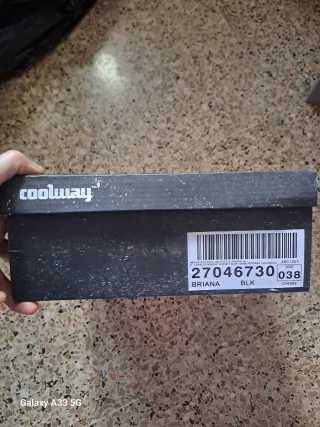 coolway
27046730
038
BRIANA BLK
Galaxy A33 5G